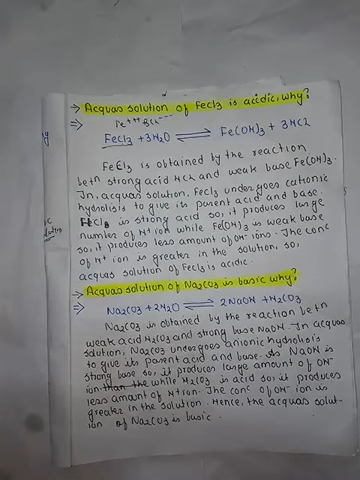 → Acquas solution of FeCl3 is acidic, why?
⇒ FeCl3 + 3H2O ⇌ Fe(OH)3 + 3HCl
FeCl3 is obtained by the reaction
betn strong acid HCl and weak base Fe(OH)3.
In, acquas solution, FeCl3 undergoes cationic
hydrolisis to give its parent acid and base.
FeCl3 is strong acid so, it produces large
number of H+ ion while Fe(OH)3 is weak base
so, it produces less amount of OH- ions. The conc
of H+ ion is greater in the solution, so,
acquas solution of FeCl3 is acidic.
→ Acquas solution of Na2CO3 is basic why?
⇒ Na2CO3 + 2H2O ⇌ 2NaOH + H2CO3
Na2CO3 is obtained by the reaction betn
weak acid H2CO3 and strong base NaOH. In acquas
solution, Na2CO3 undergoes anionic hydrolisis
to give its parent acid and base. As NaOH is
strong base so, it produces large amount of OH-
ion than the while H2CO3 is acid so, it produces
less amount of H+ ion. The conc of OH- ion is
greater in the solution. Hence, the acquas solut-
ion of Na2CO3 is basic.